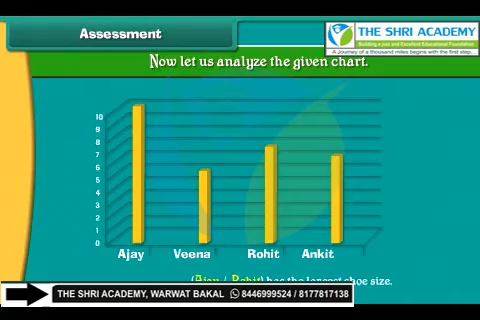 Assessment
THE SHRI ACADEMY
Building a just and Excellent Educational Foundation
A Journey of a thousand miles begins with the first step...
Now let us analyze the given chart.
10
9
8
7
6
5
4
3
2
1
0
Ajay Veena Rohit Ankit
(Ajay / Rohit) has the largest shoe size.
THE SHRI ACADEMY, WARWAT BAKAL 8446999524 / 8177817138